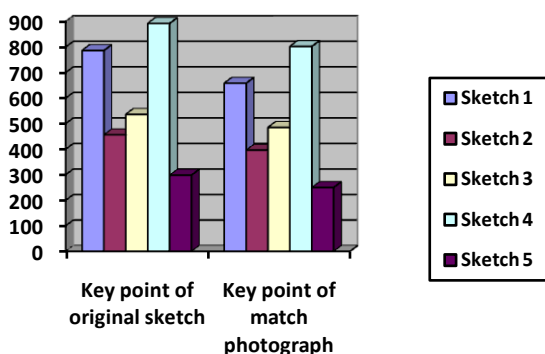 900
800
700
600
500
400
300
200
100
0
Key point of
original sketch
Key point of
match
photograph
Sketch 1
Sketch 2
Sketch 3
Sketch 4
Sketch 5